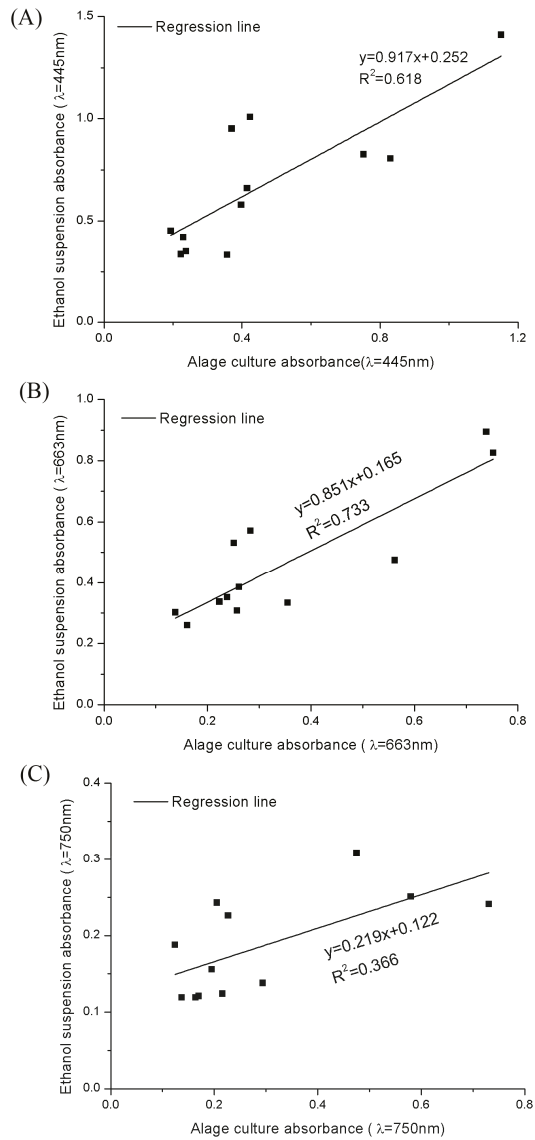 (A)
Regression line
y=0.917x+0.252
R²=0.618
1.5
1.0
0.5
0.0
0.0 0.4 0.8 1.2
Ethanol suspension absorbance ( λ=445nm)
Alage culture absorbance(λ=445nm)
(B)
Regression line
y=0.851x+0.165
R²=0.733
1.0
0.8
0.6
0.4
0.2
0.0
0.0 0.2 0.4 0.6 0.8
Ethanol suspension absorbance ( λ=663nm)
Alage culture absorbance ( λ=663nm)
(C)
Regression line
y=0.219x+0.122
R²=0.366
0.4
0.3
0.2
0.1
0.0
0.0 0.2 0.4 0.6 0.8
Ethanol suspension absorbance ( λ=750nm)
Alage culture absorbance ( λ=750nm)